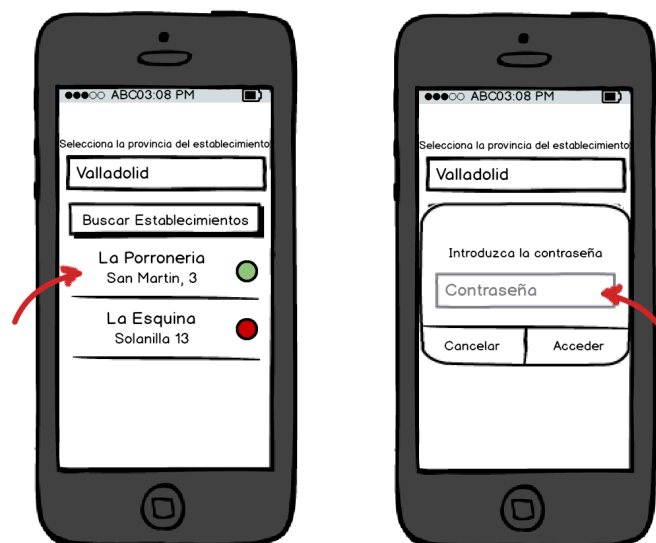 ABC03:08 PM
Selecciona la provincia del establecimiento
Valladolid
Buscar Establecimientos
La Porroneria
San Martin, 3
La Esquina
Solanilla 13
ABC03:08 PM
Selecciona la provincia del establecimiento
Valladolid
Introduzca la contraseña
Contraseña
Cancelar
Acceder